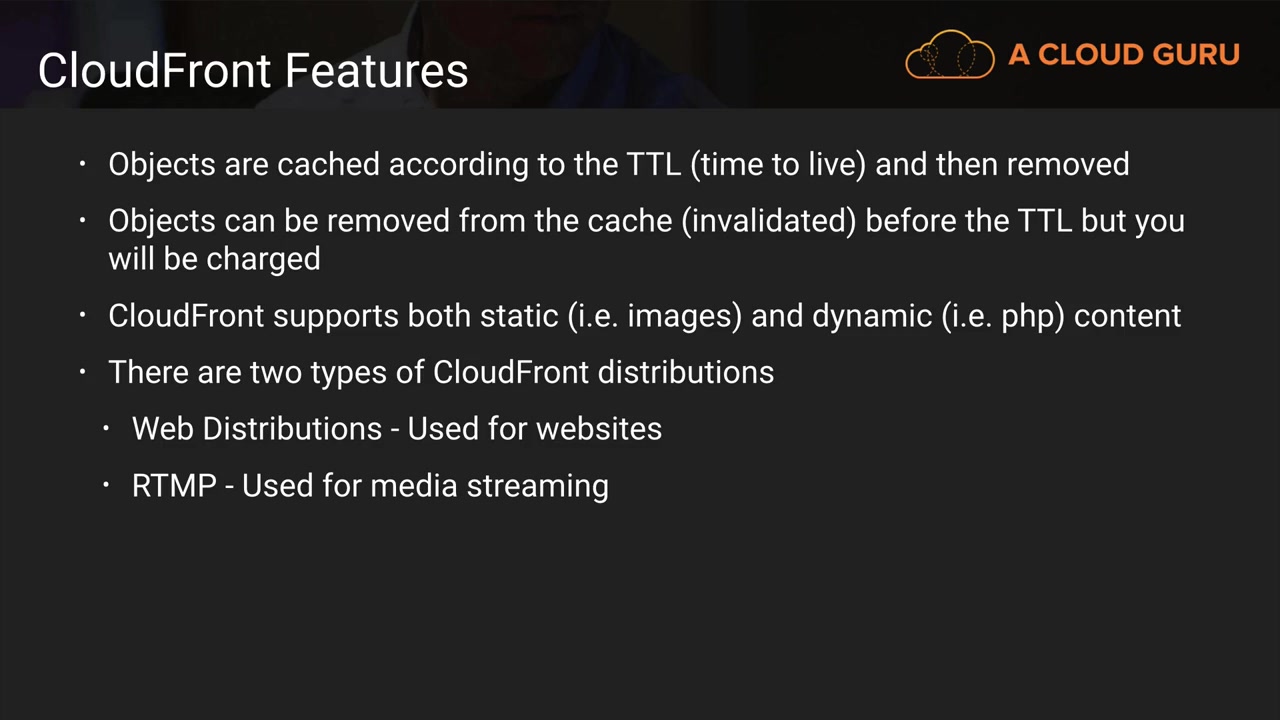 CloudFront Features
A CLOUD GURU
• Objects are cached according to the TTL (time to live) and then removed
• Objects can be removed from the cache (invalidated) before the TTL but you
will be charged
• CloudFront supports both static (i.e. images) and dynamic (i.e. php) content
• There are two types of CloudFront distributions
• Web Distributions - Used for websites
• RTMP - Used for media streaming